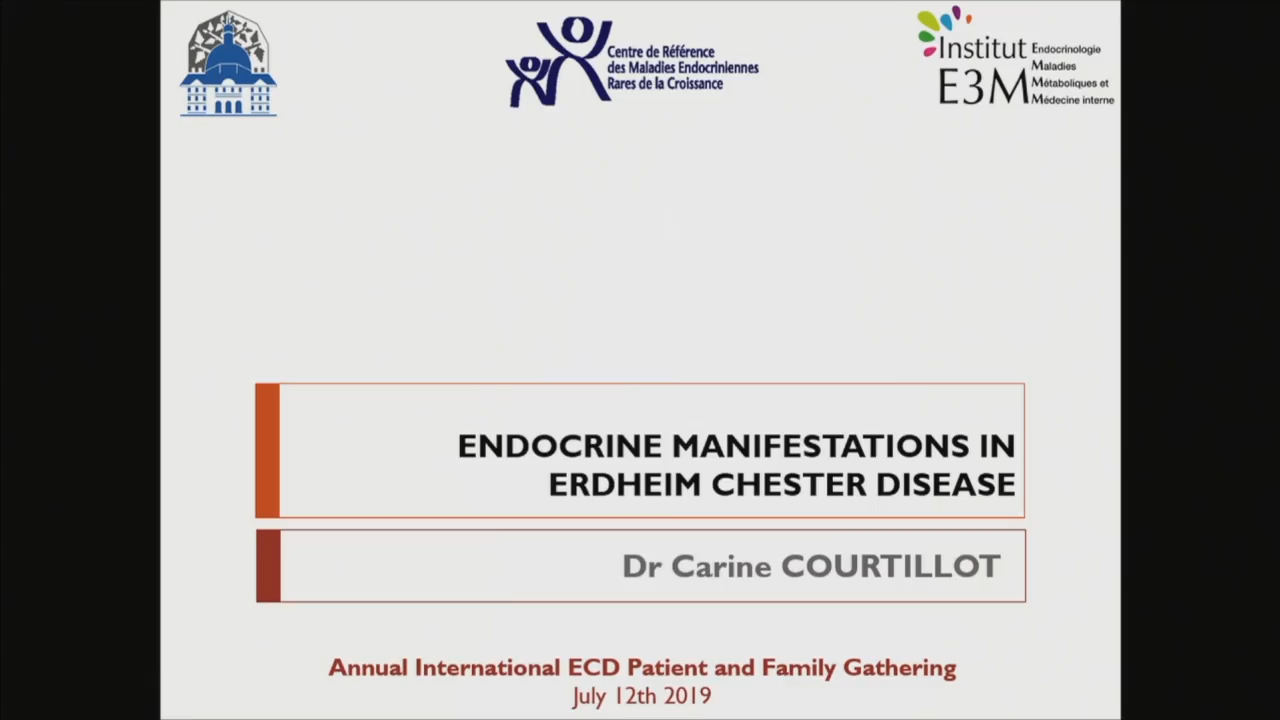 Centre de Référence
des Maladies Endocriniennes
Rares de la Croissance
Institut
E3M
Endocrinologie
Maladies
Métaboliques et
Médecine interne
ENDOCRINE MANIFESTATIONS IN
ERDHEIM CHESTER DISEASE
Dr Carine COURTILLOT
Annual International ECD Patient and Family Gathering
July 12th 2019